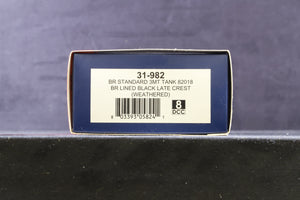 31-982
BR STANDARD 3MT TANK 82018
BR LINED BLACK LATE CREST
(WEATHERED)
8
DCC